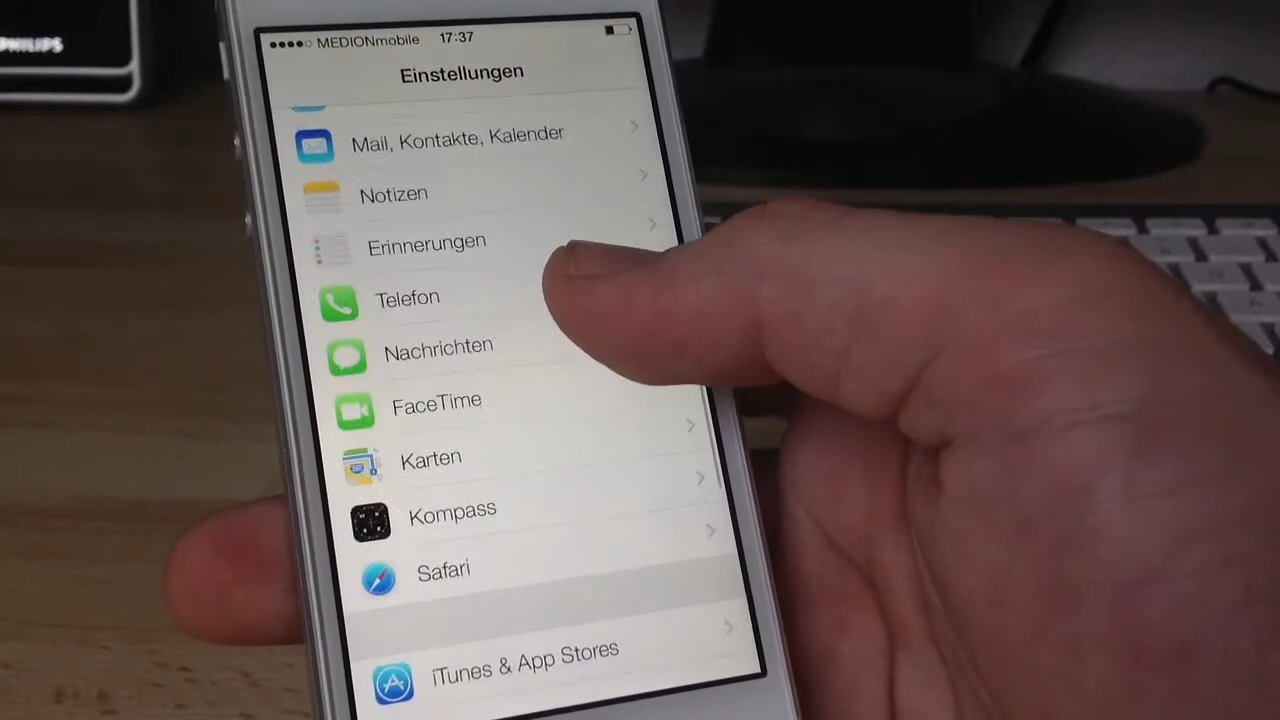 PHILIPS
MEDIONmobile 17:37
Einstellungen
Mail, Kontakte, Kalender
Notizen
Erinnerungen
Telefon
Nachrichten
FaceTime
Karten
Kompass
Safari
iTunes & App Stores